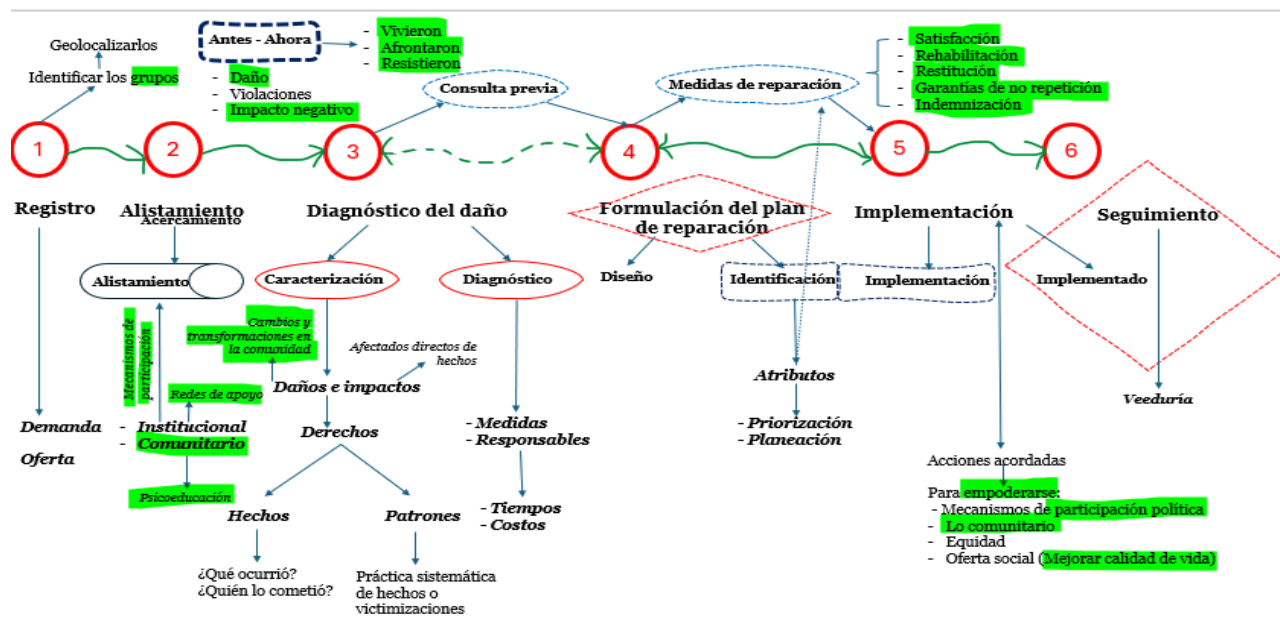 Geolocalizarlos
Identificar los grupos
Antes - Ahora
- Daño
- Violaciones
- Impacto negativo
- Vivieron
- Afrontaron
- Resistieron
Consulta previa
Medidas de reparación
- Satisfacción
- Rehabilitación
- Restitución
- Garantías de no repetición
- Indemnización
1
2
3
4
5
6
Registro
Demanda
Oferta
Alistamiento
Acercamiento
Alistamiento
Mecanismos de
participación
Redes de apoyo
- Institucional
- Comunitario
Psicoeducación
Diagnóstico del daño
Caracterización
Diagnóstico
Cambios y
transformaciones en
la comunidad
Afectados directos de
hechos
Daños e impactos
Derechos
Hechos
Patrones
¿Qué ocurrió?
¿Quién lo cometió?
Práctica sistemática
de hechos o
victimizaciones
- Medidas
- Responsables
- Tiempos
- Costos
Formulación del plan
de reparación
Diseño
Identificación
Atributos
- Priorización
- Planeación
Implementación
Implementación
Implementado
Acciones acordadas
Para empoderarse:
- Mecanismos de participación política
- Lo comunitario
- Equidad
- Oferta social (Mejorar calidad de vida)
Seguimiento
Veeduría